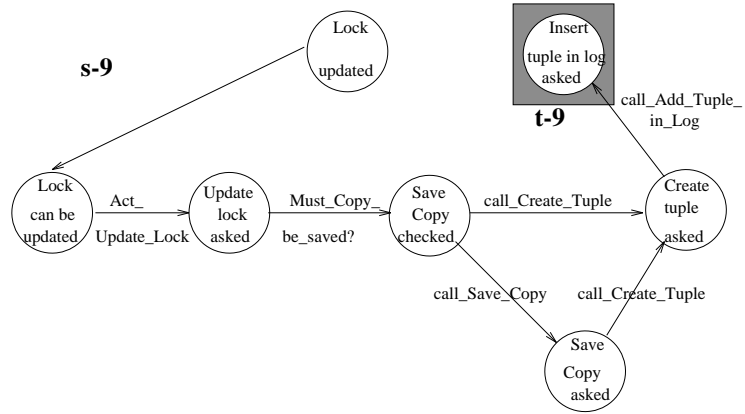 Lock
updated
s-9
Insert
tuple in log
asked
t-9
call_Add_Tuple_
in_Log
Lock
can be
updated
Act_
Update_Lock
Update
lock
asked
Must_Copy_
be_saved?
Save
Copy
checked
call_Create_Tuple
Create
tuple
asked
call_Save_Copy
call_Create_Tuple
Save
Copy
asked